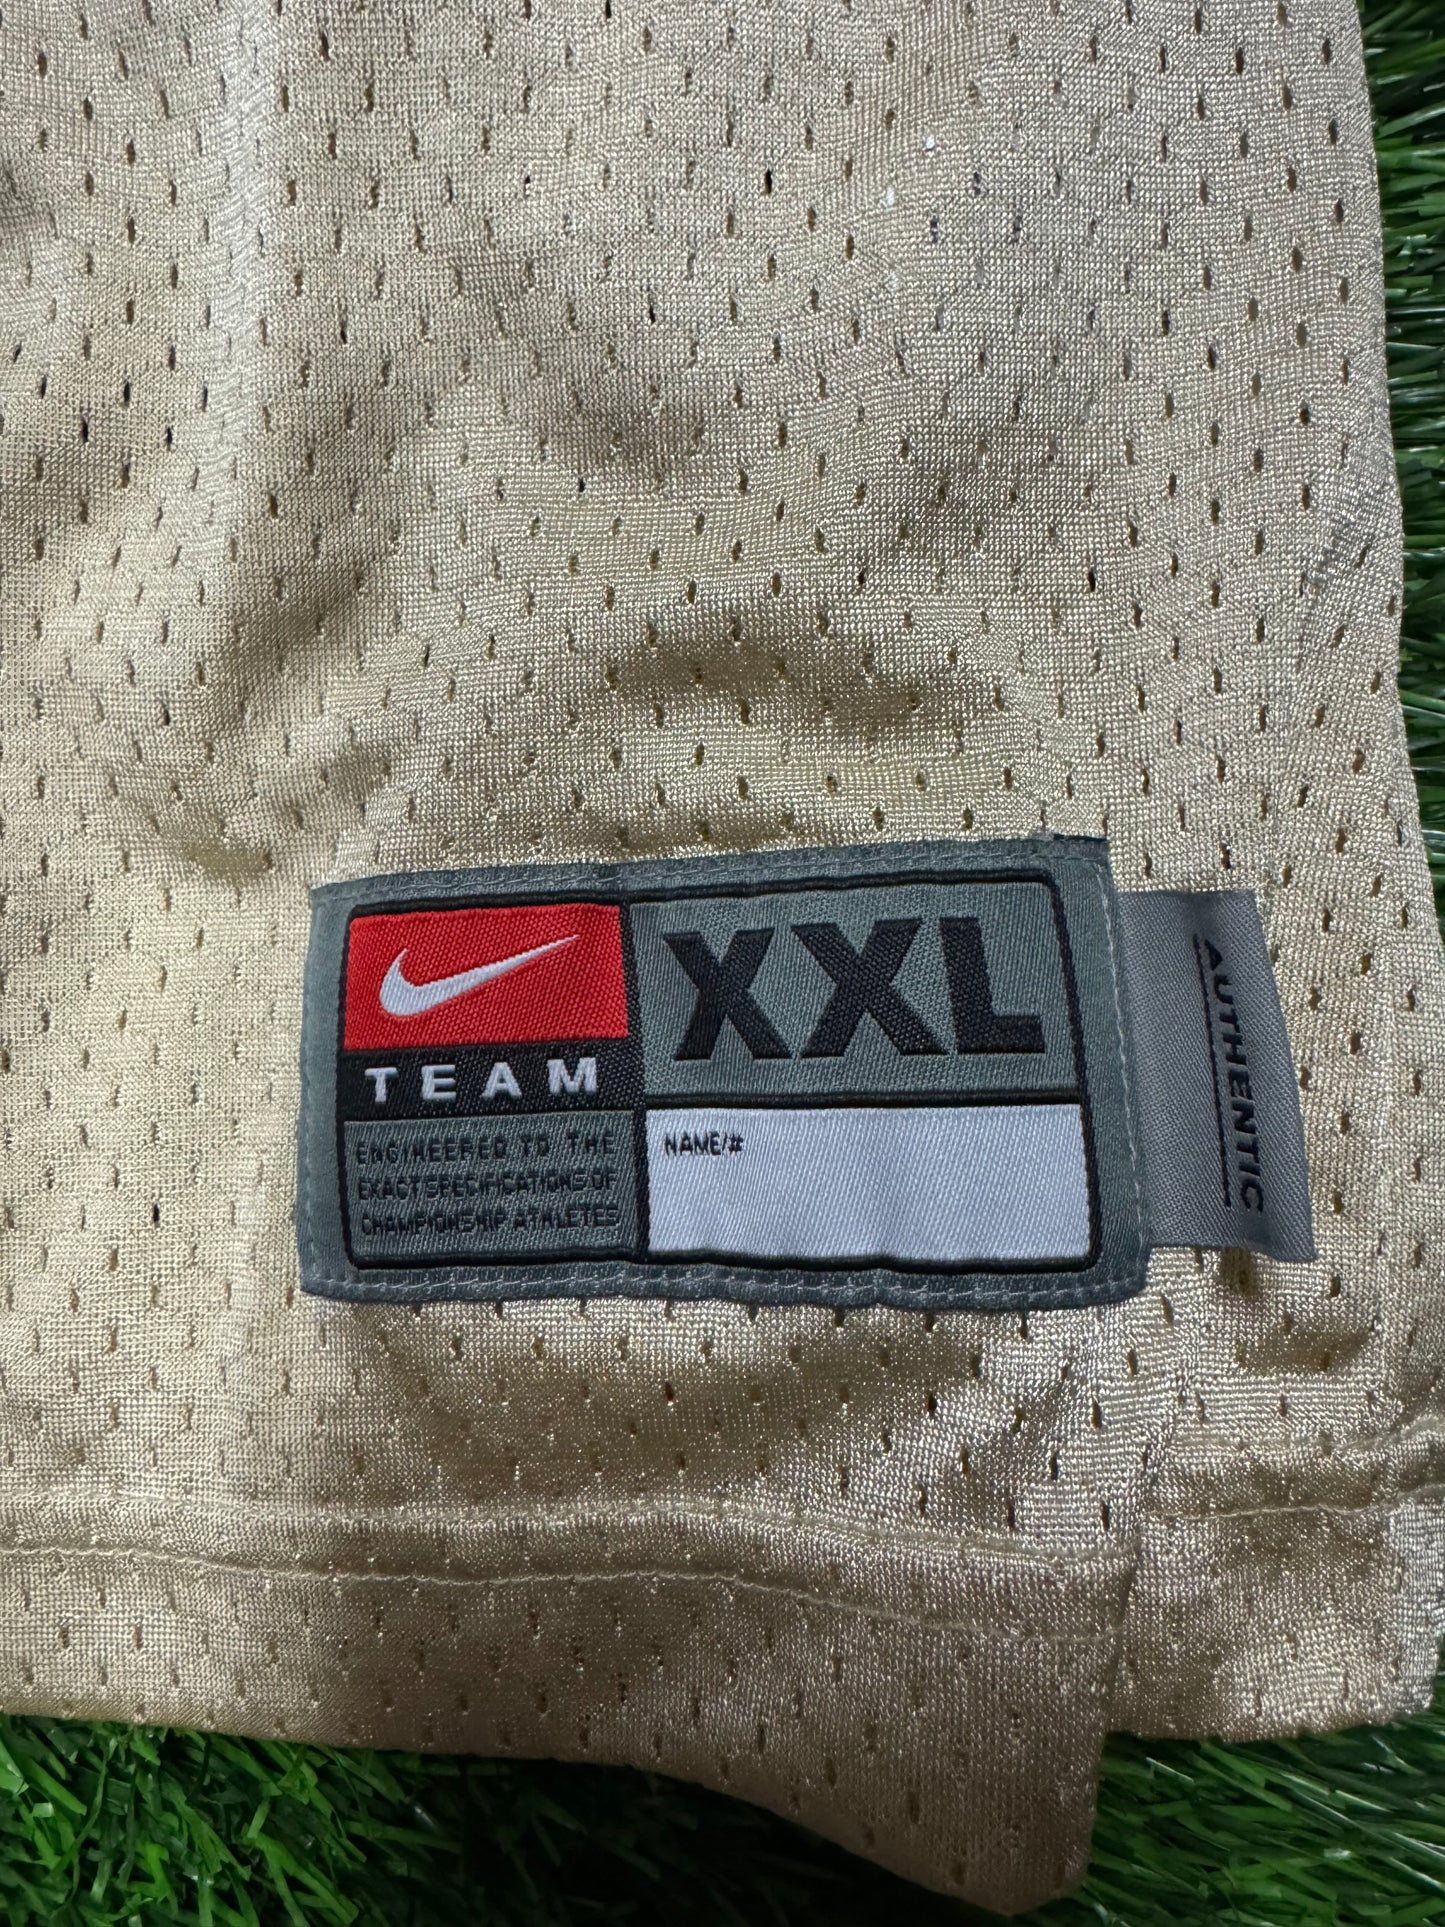 XXL
TEAM
ENGINEERED TO THE
EXACT SPECIFICATIONS OF
CHAMPIONSHIP ATHLETES
NAME/#
AUTHENTIC